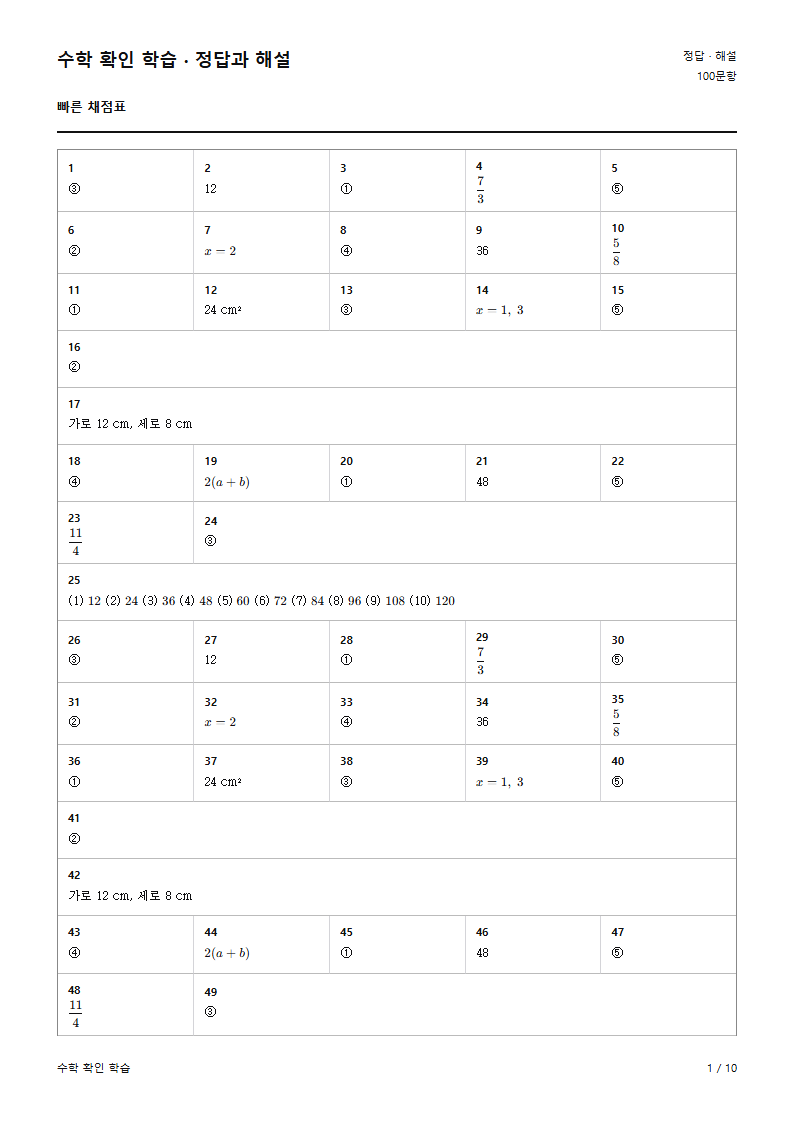 수학 확인 학습 · 정답과 해설
정답 · 해설
100문항
빠른 채점표
1 2 3 4 5
③ 12 ① 7/3 ⑤
6 7 8 9 10
② x = 2 ④ 36 5/8
11 12 13 14 15
① 24 cm² ③ x = 1, 3 ⑤
16
②
17
가로 12 cm, 세로 8 cm
18 19 20 21 22
④ 2(a + b) ① 48 ⑤
23 24
11/4 ③
25
(1) 12 (2) 24 (3) 36 (4) 48 (5) 60 (6) 72 (7) 84 (8) 96 (9) 108 (10) 120
26 27 28 29 30
③ 12 ① 7/3 ⑤
31 32 33 34 35
② x = 2 ④ 36 5/8
36 37 38 39 40
① 24 cm² ③ x = 1, 3 ⑤
41
②
42
가로 12 cm, 세로 8 cm
43 44 45 46 47
④ 2(a + b) ① 48 ⑤
48 49
11/4 ③
수학 확인 학습
1 / 10